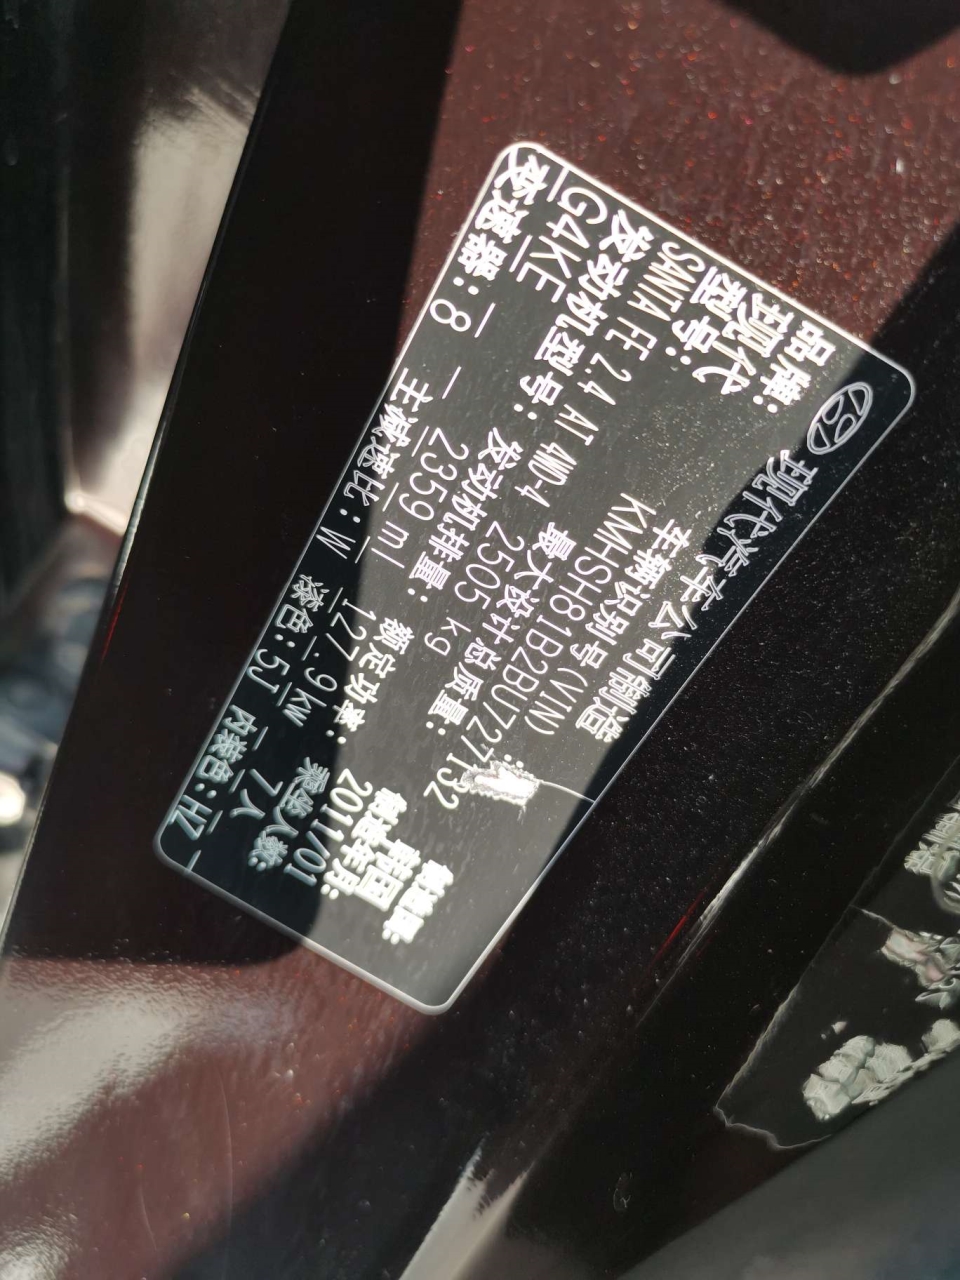 现代汽车公司制造
品牌:
现代
型号:
SANTA FE 2.4 AT 4WD-4
车辆识别号(VIN)
KMHSH81B2BU727132
发动机型号:
G4KE
最大设计总质量:
2505 kg
发动机排量:
2359 ml
额定功率:
127.9kW
制造国:
韩国
制造年月:
2011/01
乘坐人数:
7人
变速器: 8
主减速比: W
涂色: 5J
内装色: HZ